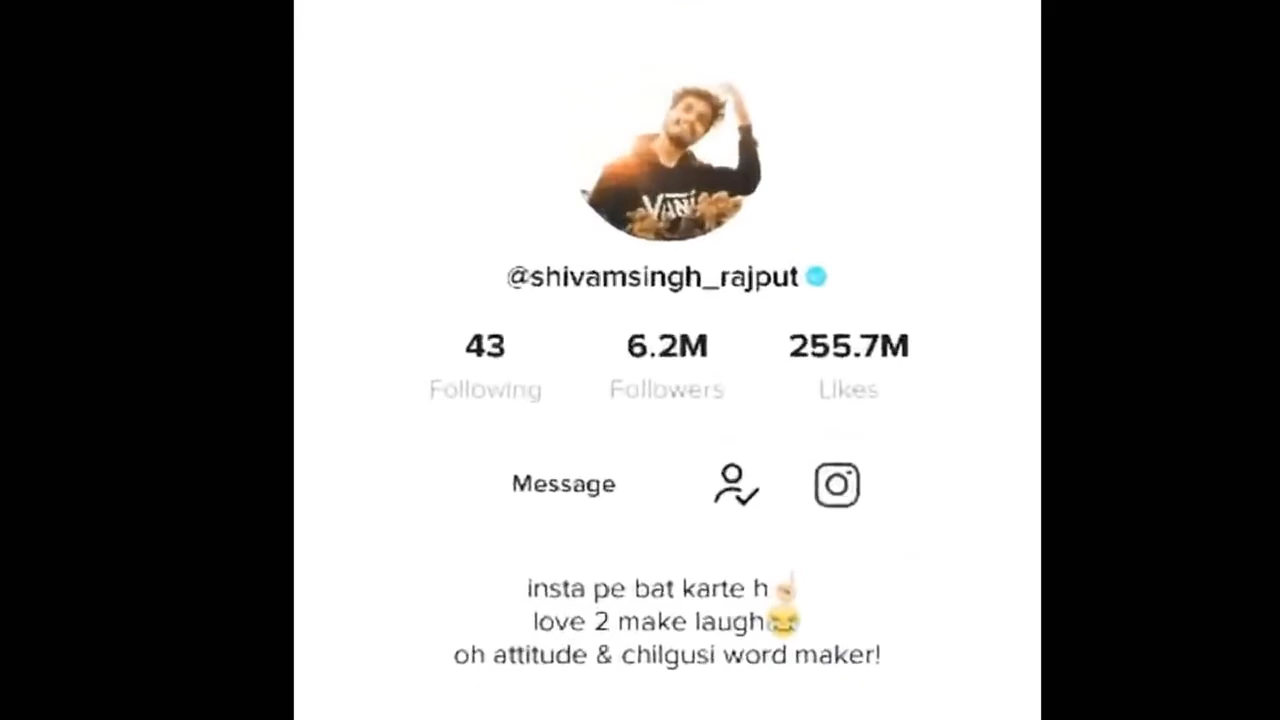 VANS
@shivamsingh_rajput
43 6.2M 255.7M
Following Followers Likes
Message
insta pe bat karte h☝🏻
love 2 make laugh😂
oh attitude & chilgusi word maker!